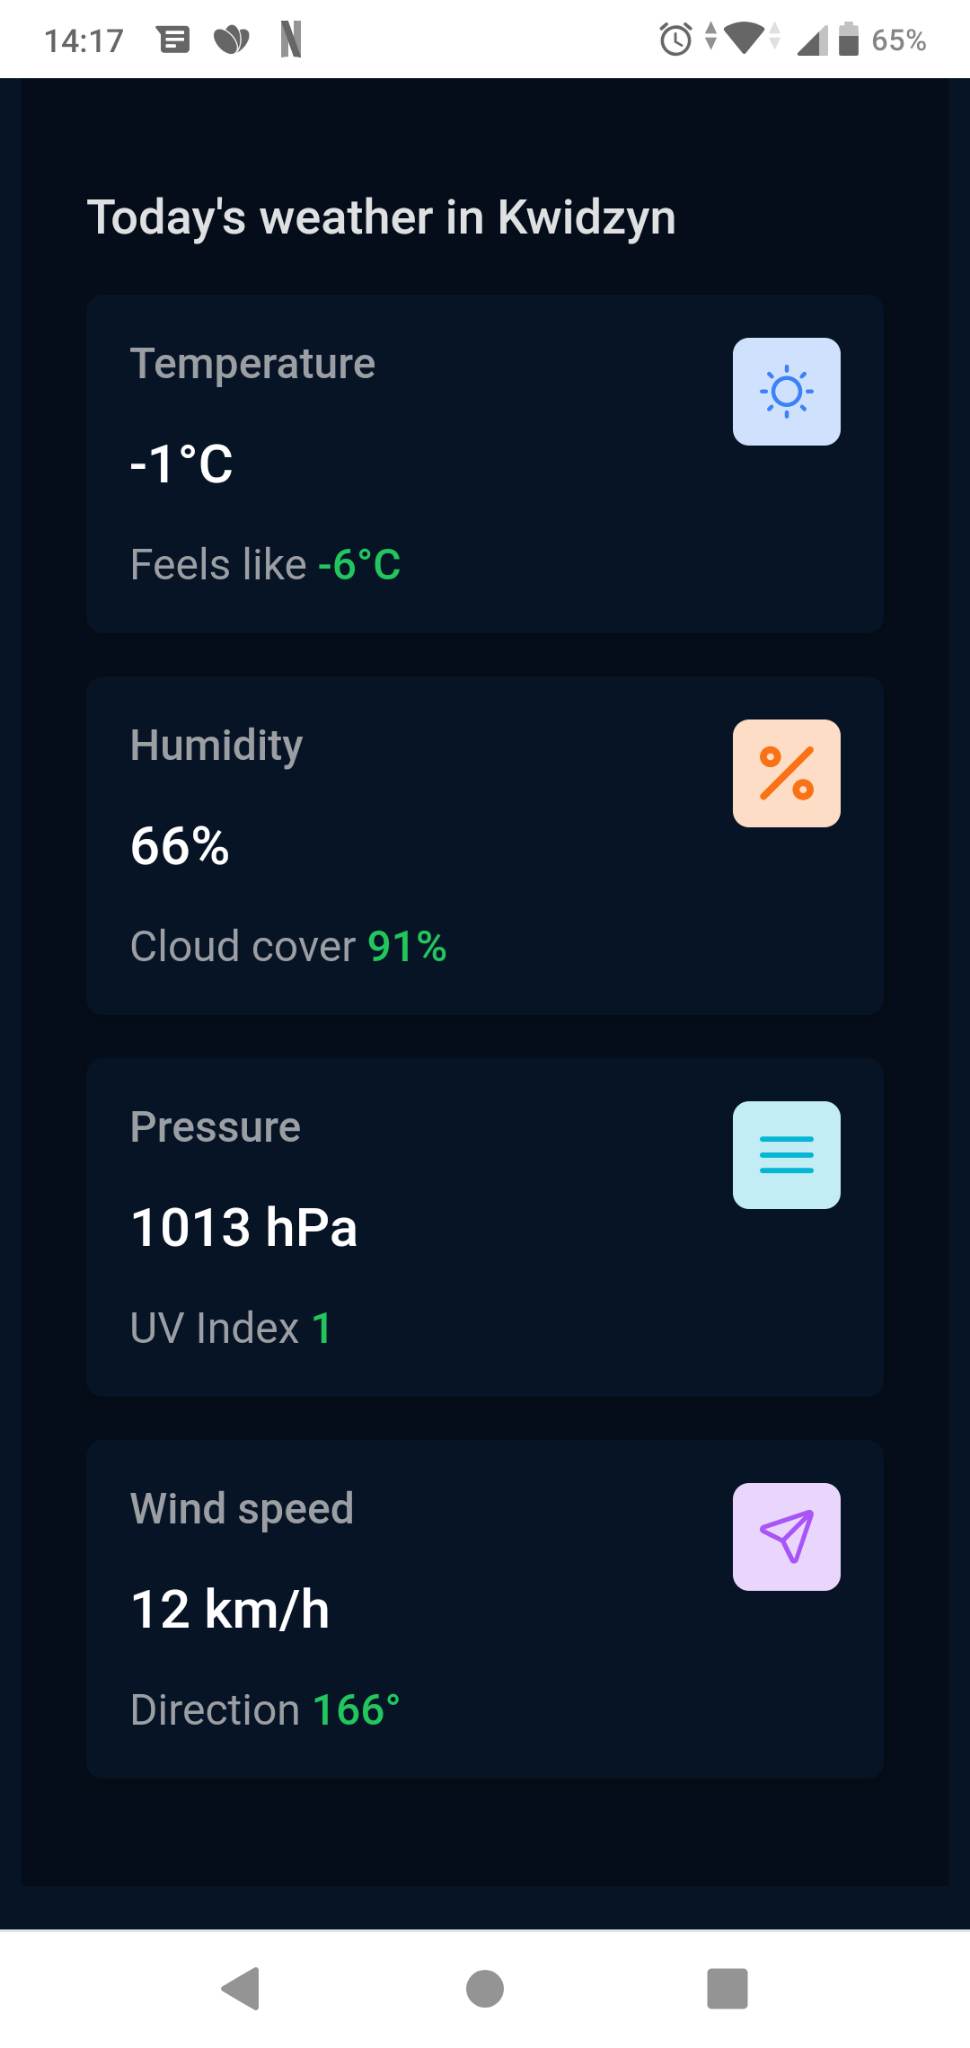 14:17
65%
Today's weather in Kwidzyn
Temperature
-1°C
Feels like -6°C
Humidity
66%
Cloud cover 91%
Pressure
1013 hPa
UV Index 1
Wind speed
12 km/h
Direction 166°